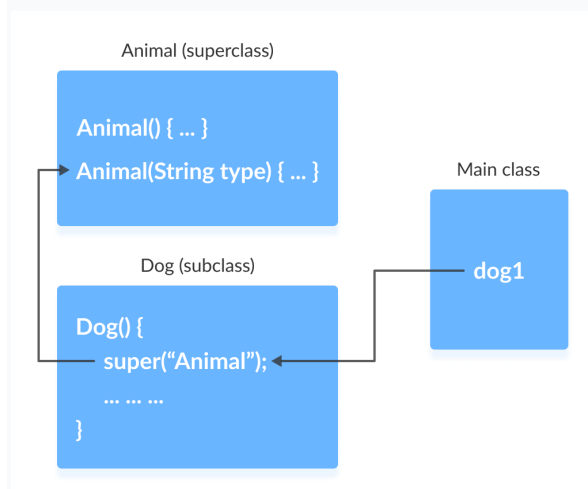 Animal (superclass)
Animal() { ... }
Animal(String type) { ... }
Main class
dog1
Dog (subclass)
Dog() {
super(“Animal”);
... ... ...
}